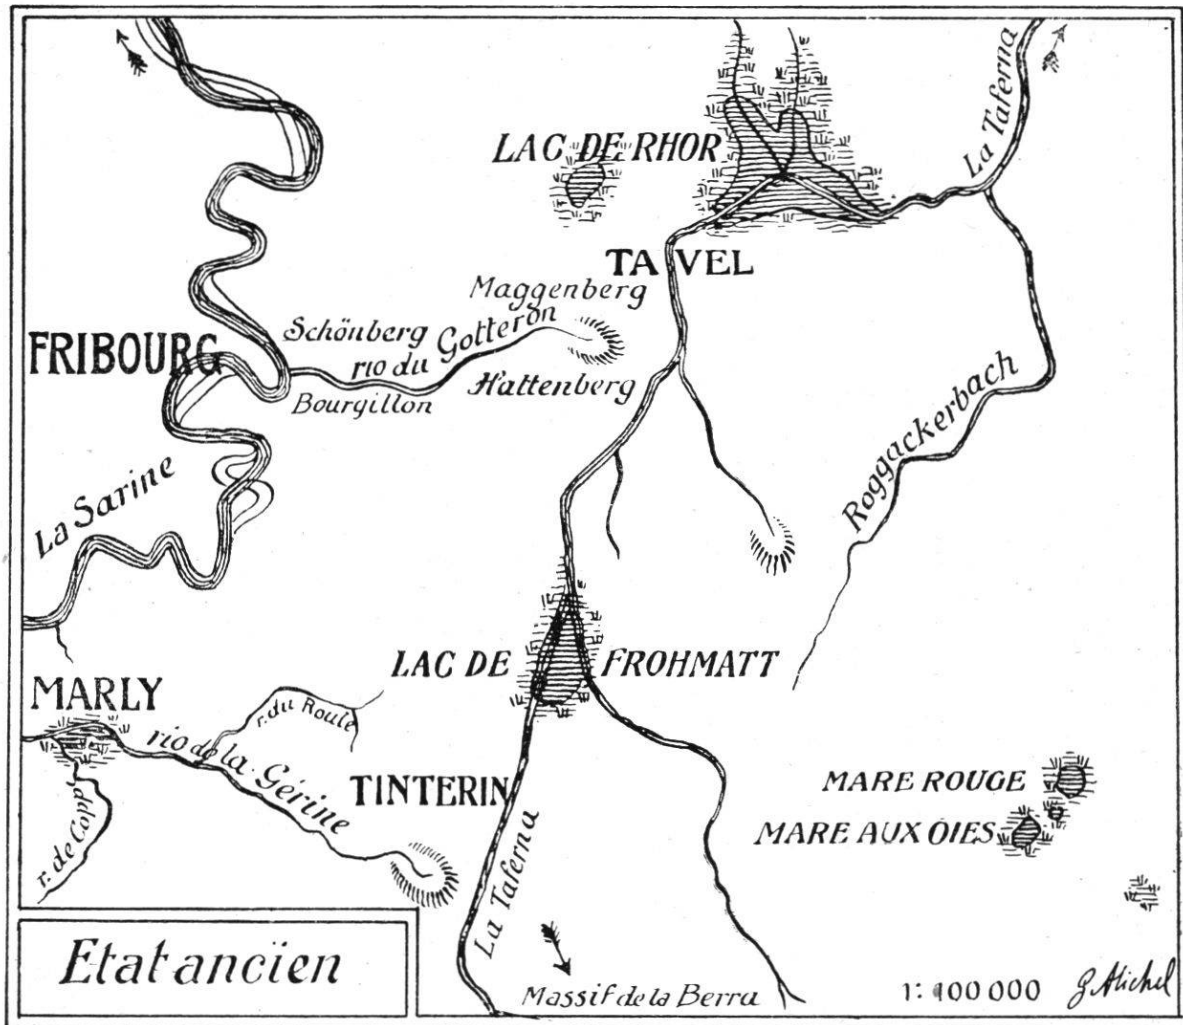 La Taferna
LAC DE RHOR
TAVEL
Maggenberg
Schönberg
rio du Gotteron
FRIBOURG
Hattenberg
Bourgillon
Roggackerbach
La Sarine
LAC DE FROHMATT
MARLY
r. du Roule
rio de la Gérine
TINTERIN
MARE ROUGE
MARE AUX OIES
r. de Copp
La Taferna
Etat ancien
Massif de la Berra
1:100 000
G. Michel